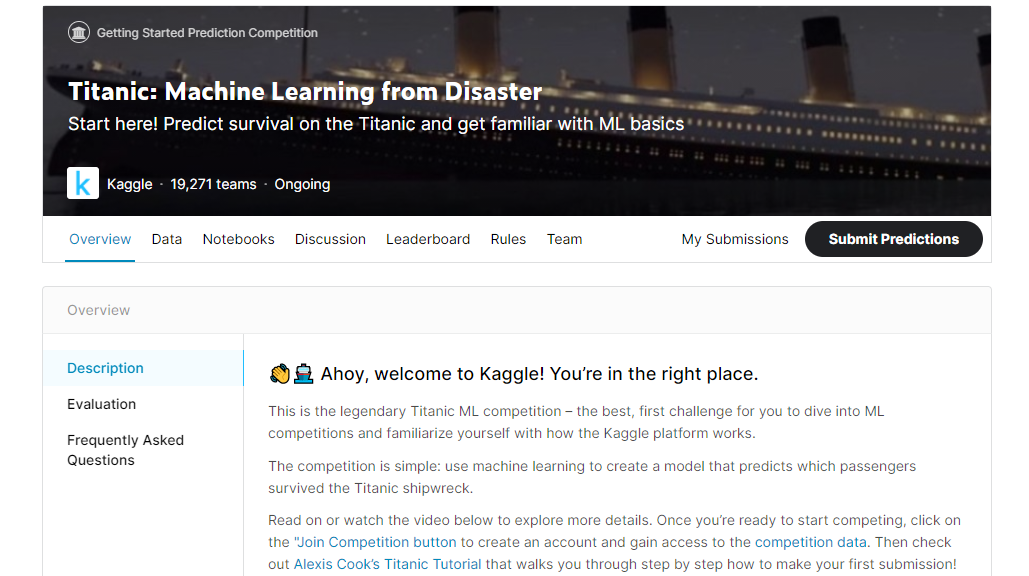 Getting Started Prediction Competition
Titanic: Machine Learning from Disaster
Start here! Predict survival on the Titanic and get familiar with ML basics
k Kaggle · 19,271 teams · Ongoing
Overview Data Notebooks Discussion Leaderboard Rules Team My Submissions Submit Predictions
Overview
Description
Evaluation
Frequently Asked
Questions
👏🚢 Ahoy, welcome to Kaggle! You’re in the right place.
This is the legendary Titanic ML competition – the best, first challenge for you to dive into ML
competitions and familiarize yourself with how the Kaggle platform works.
The competition is simple: use machine learning to create a model that predicts which passengers
survived the Titanic shipwreck.
Read on or watch the video below to explore more details. Once you’re ready to start competing, click on
the "Join Competition button to create an account and gain access to the competition data. Then check
out Alexis Cook’s Titanic Tutorial that walks you through step by step how to make your first submission!